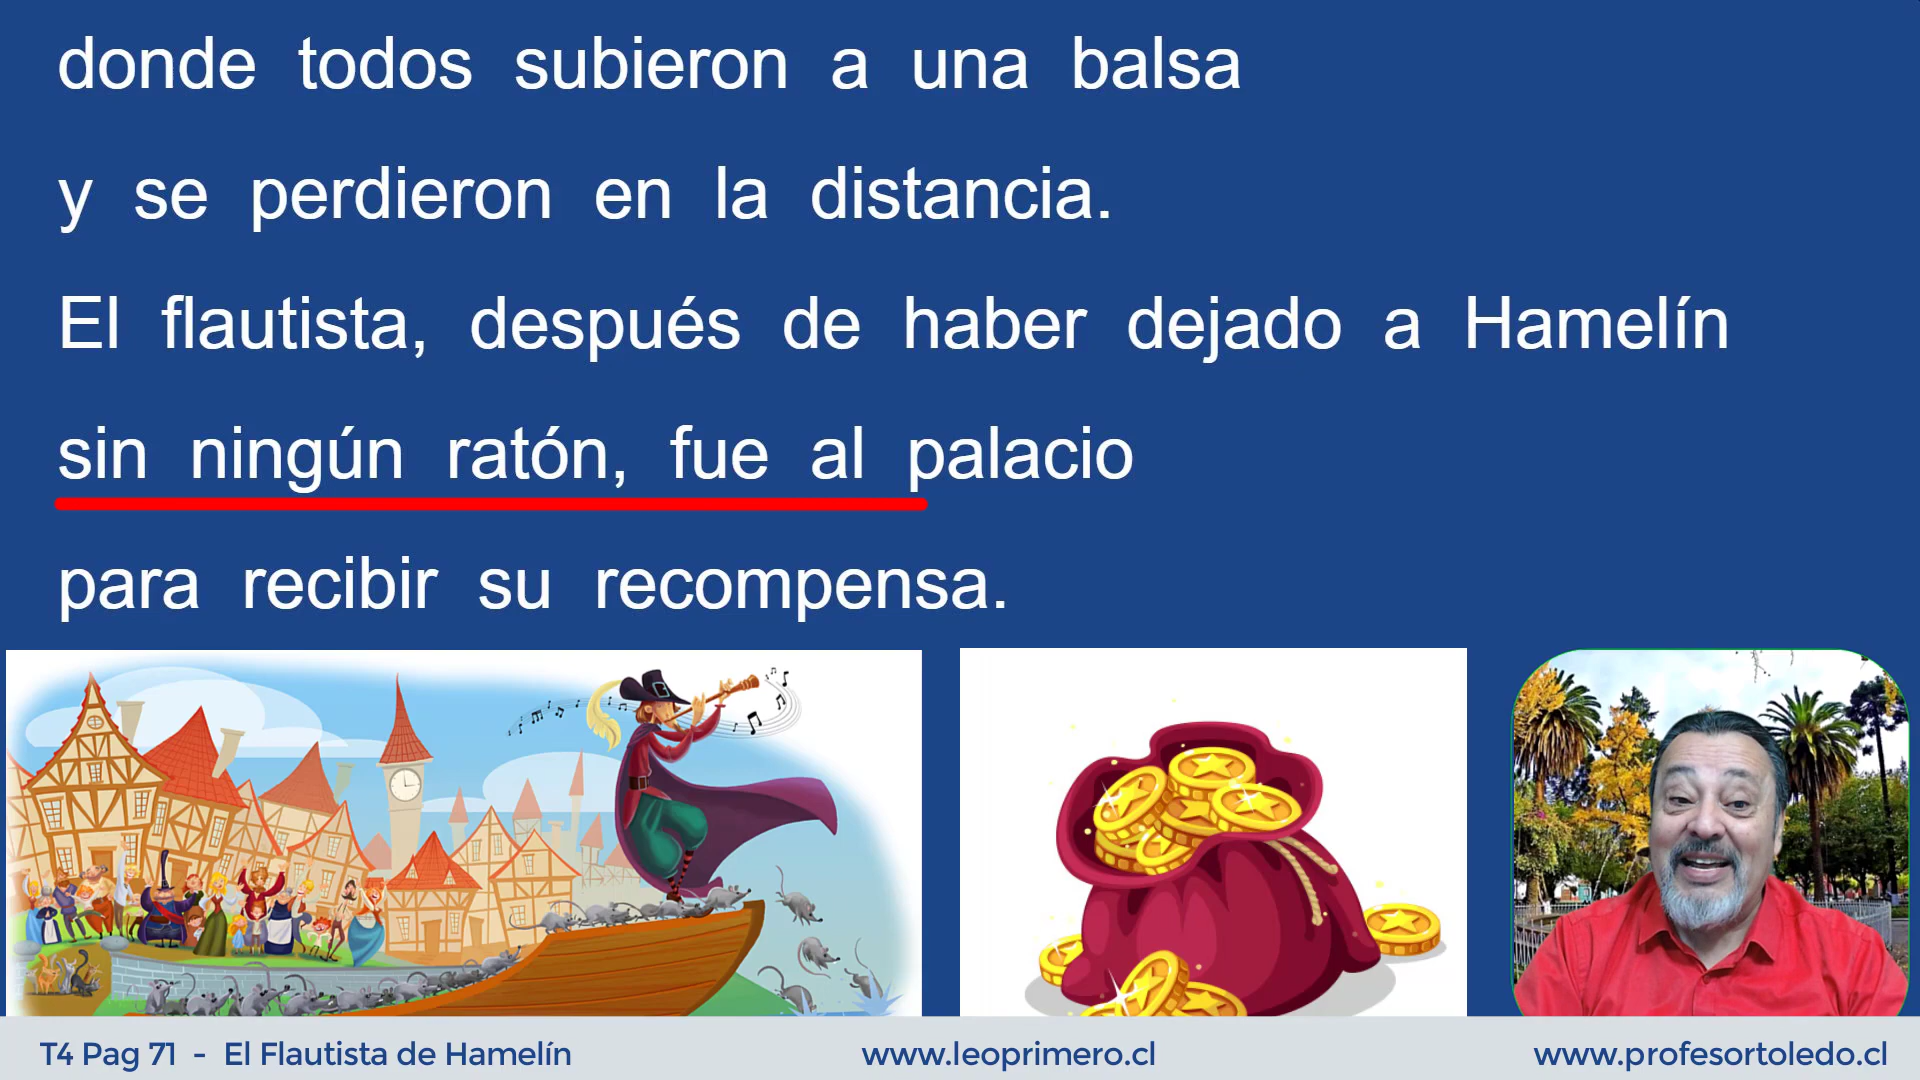 donde todos subieron a una balsa
y se perdieron en la distancia.
El flautista, después de haber dejado a Hamelín
sin ningún ratón, fue al palacio
para recibir su recompensa.
T4 Pag 71 - El Flautista de Hamelín
www.leoprimero.cl
www.profesortoledo.cl